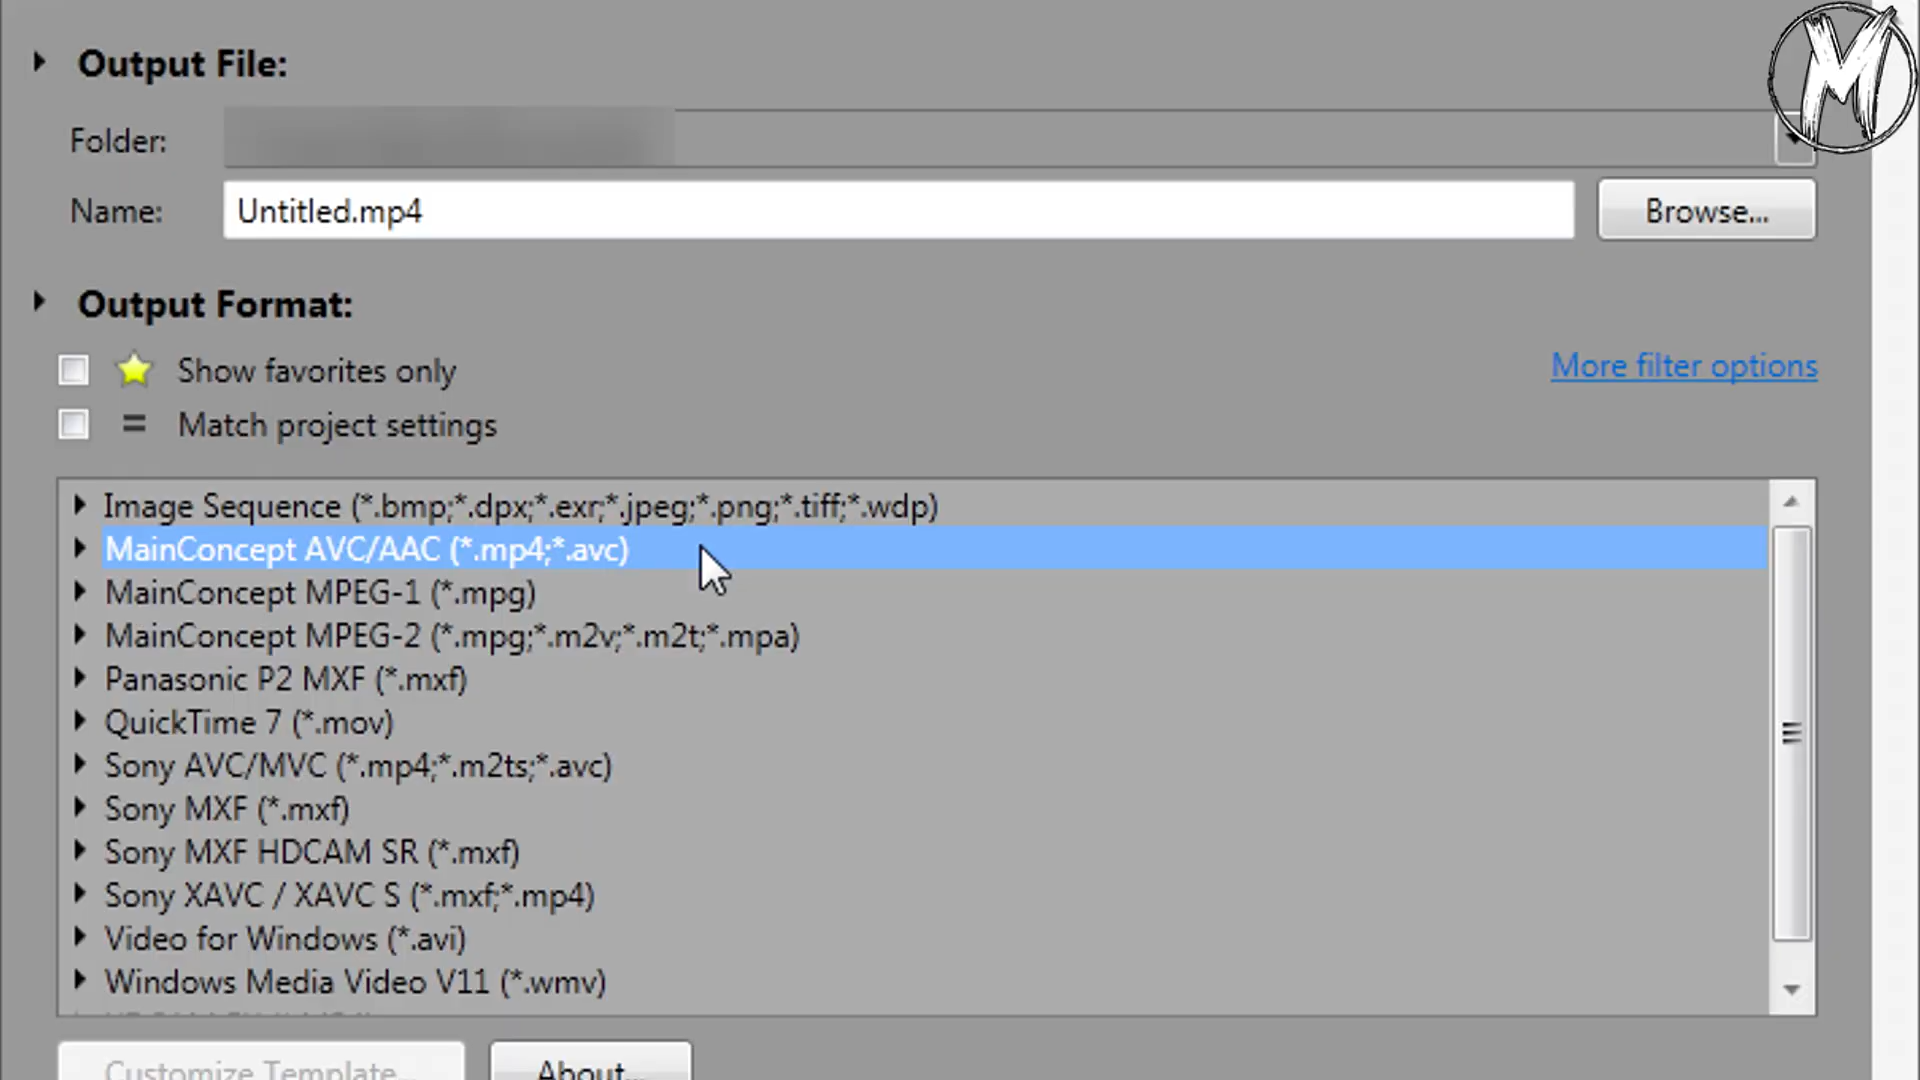 Output File:
Folder:
Name: Untitled.mp4 Browse...
Output Format:
Show favorites only More filter options
= Match project settings
Image Sequence (*.bmp;*.dpx;*.exr;*.jpeg;*.png;*.tiff;*.wdp)
MainConcept AVC/AAC (*.mp4;*.avc)
MainConcept MPEG-1 (*.mpg)
MainConcept MPEG-2 (*.mpg;*.m2v;*.m2t;*.mpa)
Panasonic P2 MXF (*.mxf)
QuickTime 7 (*.mov)
Sony AVC/MVC (*.mp4;*.m2ts;*.avc)
Sony MXF (*.mxf)
Sony MXF HDCAM SR (*.mxf)
Sony XAVC / XAVC S (*.mxf;*.mp4)
Video for Windows (*.avi)
Windows Media Video V11 (*.wmv)
Customize Template... About...
M